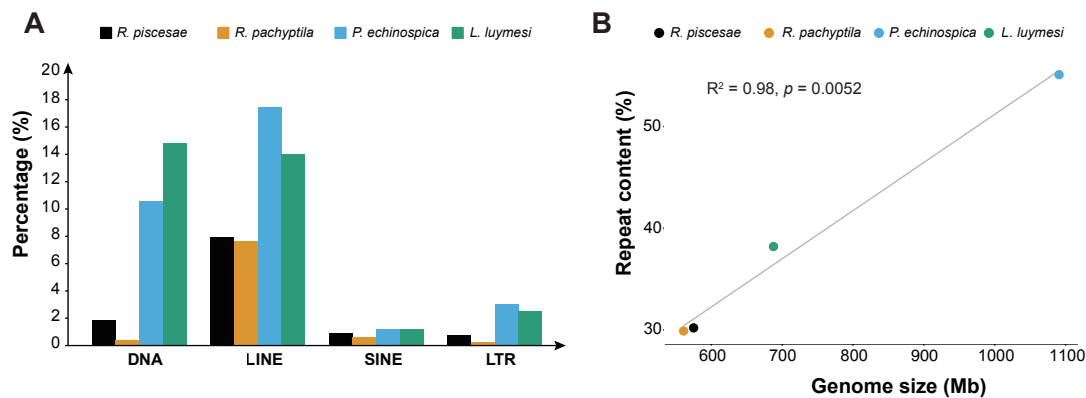 A
R. piscesae R. pachyptila P. echinospica L. luymesi
Percentage (%)
20
18
16
14
12
10
8
6
4
2
0
DNA LINE SINE LTR
B
R. piscesae R. pachyptila P. echinospica L. luymesi
R² = 0.98, p = 0.0052
Repeat content (%)
50
40
30
600 700 800 900 1000 1100
Genome size (Mb)